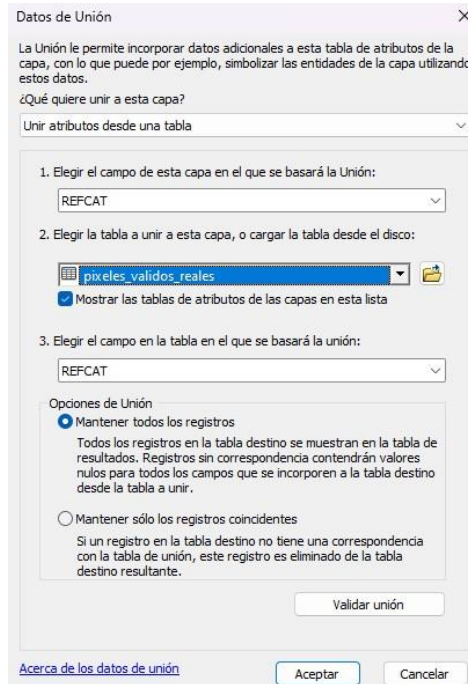 Datos de Unión
La Unión le permite incorporar datos adicionales a esta tabla de atributos de la
capa, con lo que puede por ejemplo, simbolizar las entidades de la capa utilizando
estos datos.
¿Qué quiere unir a esta capa?
Unir atributos desde una tabla
1. Elegir el campo de esta capa en el que se basará la Unión:
REFCAT
2. Elegir la tabla a unir a esta capa, o cargar la tabla desde el disco:
pixeles_validos_reales
Mostrar las tablas de atributos de las capas en esta lista
3. Elegir el campo en la tabla en el que se basará la unión:
REFCAT
Opciones de Unión
Mantener todos los registros
Todos los registros en la tabla destino se muestran en la tabla de
resultados. Registros sin correspondencia contendrán valores
nulos para todos los campos que se incorporen a la tabla destino
desde la tabla a unir.
Mantener sólo los registros coincidentes
Si un registro en la tabla destino no tiene una correspondencia
con la tabla de unión, este registro es eliminado de la tabla
destino resultante.
Validar unión
Acerca de los datos de unión
Aceptar
Cancelar